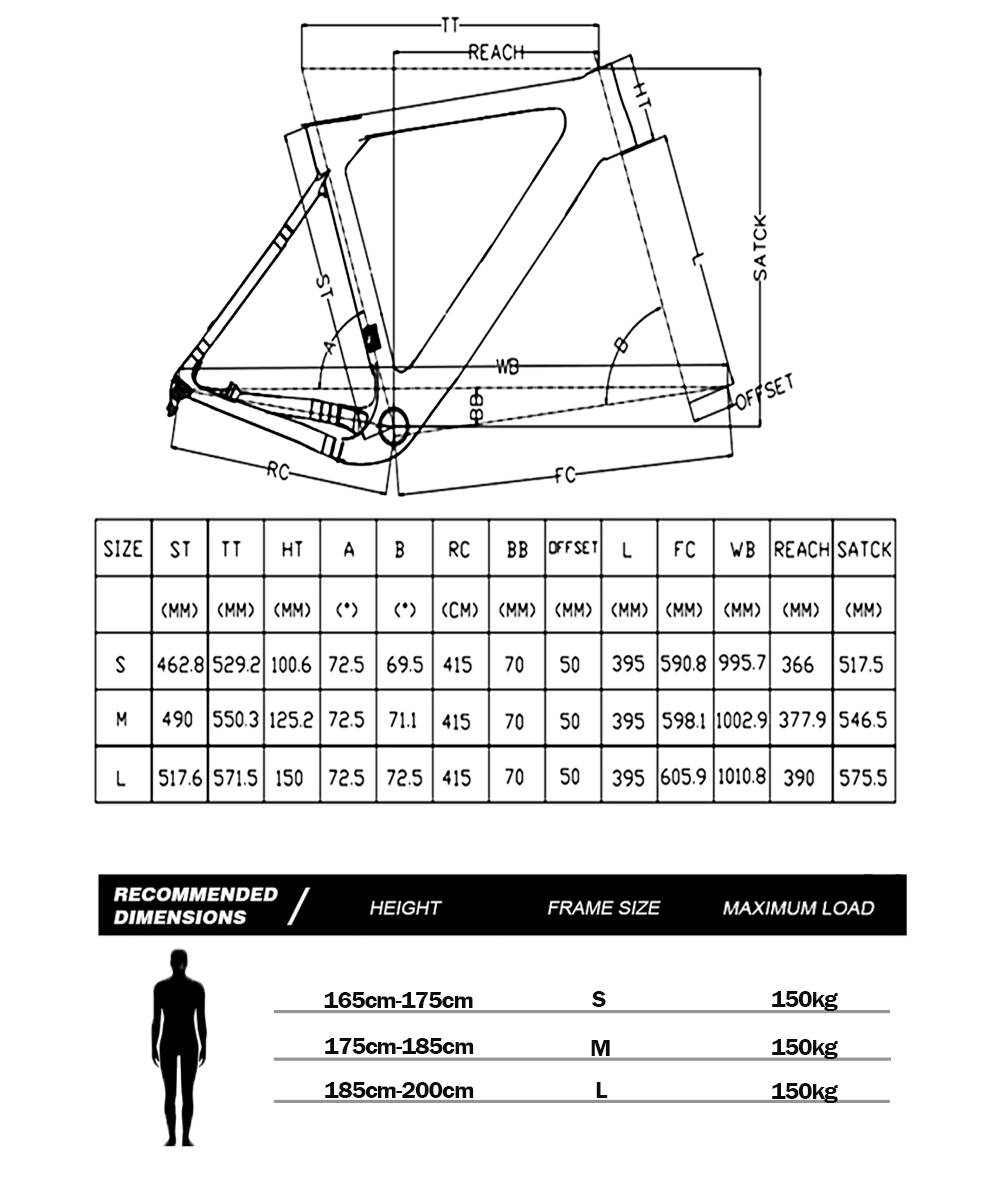 TT
REACH
HT
SATCK
L
ST
A
B
WB
BB
OFFSET
RC
FC
SIZE ST TT HT A B RC BB OFFSET L FC WB REACH SATCK
(MM) (MM) (MM) (°) (°) (CM) (MM) (MM) (MM) (MM) (MM) (MM) (MM)
S 462.8 529.2 100.6 72.5 69.5 415 70 50 395 590.8 995.7 366 517.5
M 490 550.3 125.2 72.5 71.1 415 70 50 395 598.1 1002.9 377.9 546.5
L 517.6 571.5 150 72.5 72.5 415 70 50 395 605.9 1010.8 390 575.5
RECOMMENDED
DIMENSIONS / HEIGHT FRAME SIZE MAXIMUM LOAD
165cm-175cm S 150kg
175cm-185cm M 150kg
185cm-200cm L 150kg